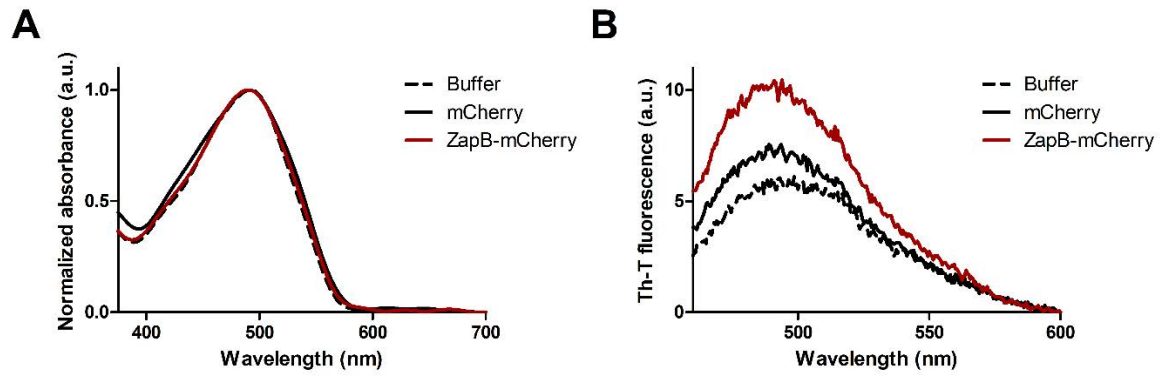 A
Normalized absorbance (a.u.)
1.0
0.5
0.0
400
500
600
700
Wavelength (nm)
Buffer
mCherry
ZapB-mCherry
B
Th-T fluorescence (a.u.)
10
5
0
500
550
600
Wavelength (nm)
Buffer
mCherry
ZapB-mCherry